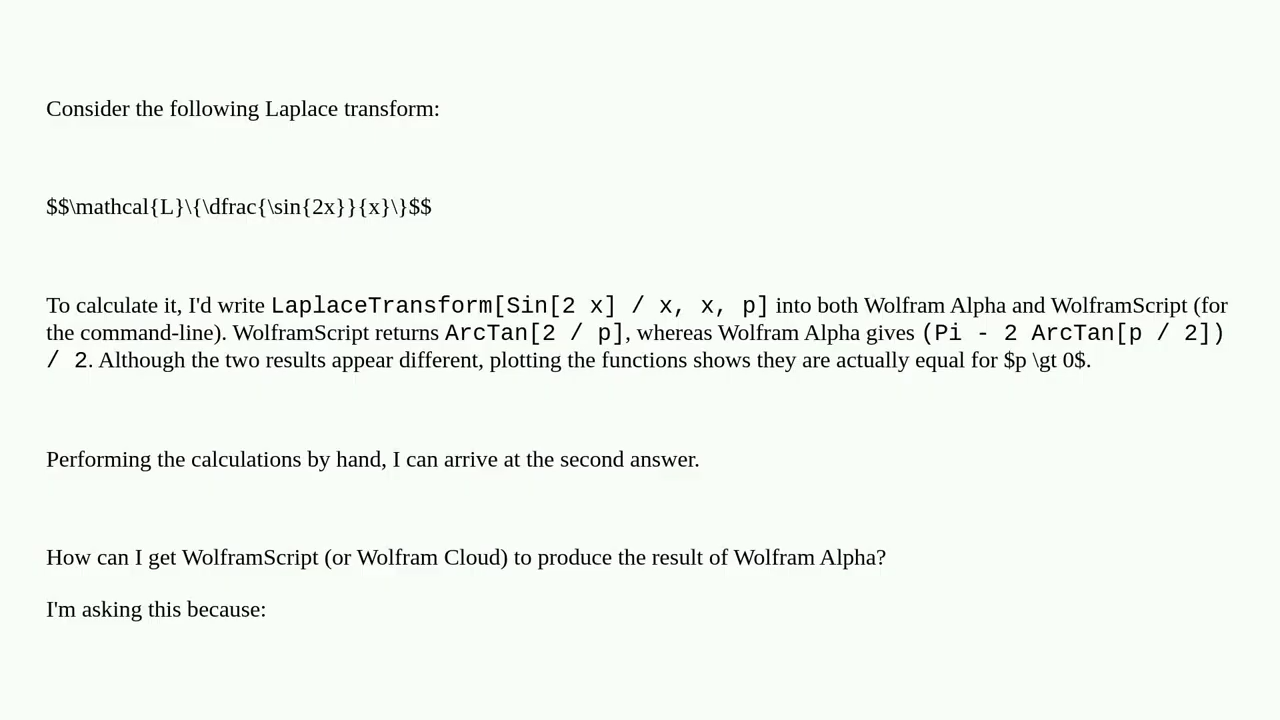 Consider the following Laplace transform:
$$\mathcal{L}\{\dfrac{\sin{2x}}{x}\}$$
To calculate it, I'd write LaplaceTransform[Sin[2 x] / x, x, p] into both Wolfram Alpha and WolframScript (for
the command-line). WolframScript returns ArcTan[2 / p], whereas Wolfram Alpha gives (Pi - 2 ArcTan[p / 2])
/ 2. Although the two results appear different, plotting the functions shows they are actually equal for $p \gt 0$.
Performing the calculations by hand, I can arrive at the second answer.
How can I get WolframScript (or Wolfram Cloud) to produce the result of Wolfram Alpha?
I'm asking this because: